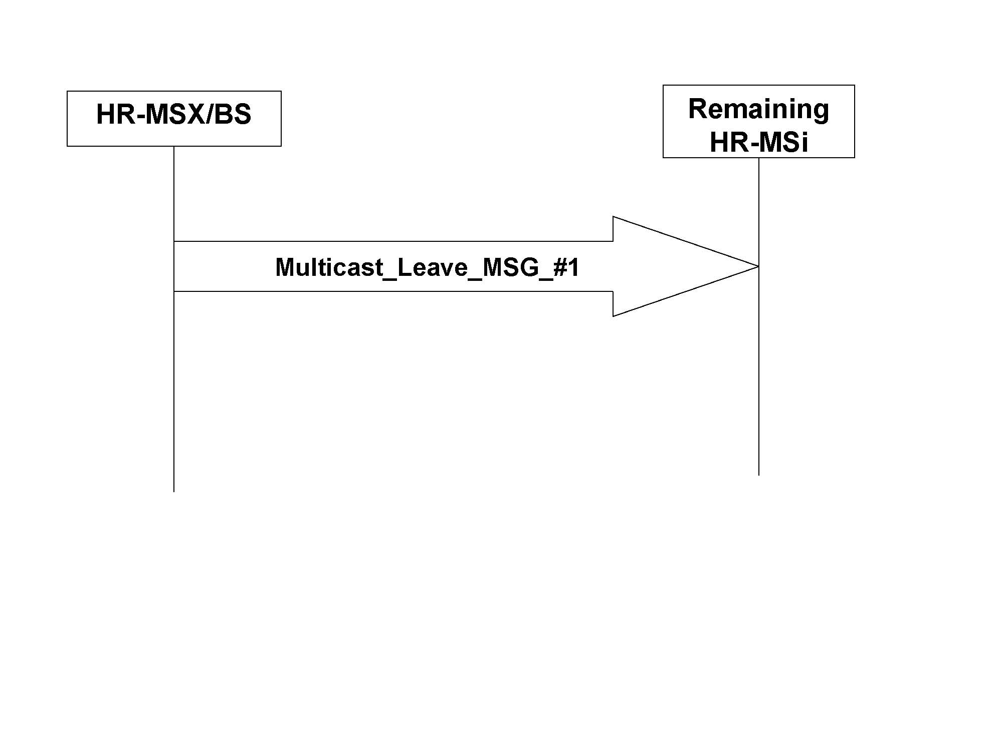 HR-MSX/BS
Remaining
HR-MSi
Multicast_Leave_MSG_#1